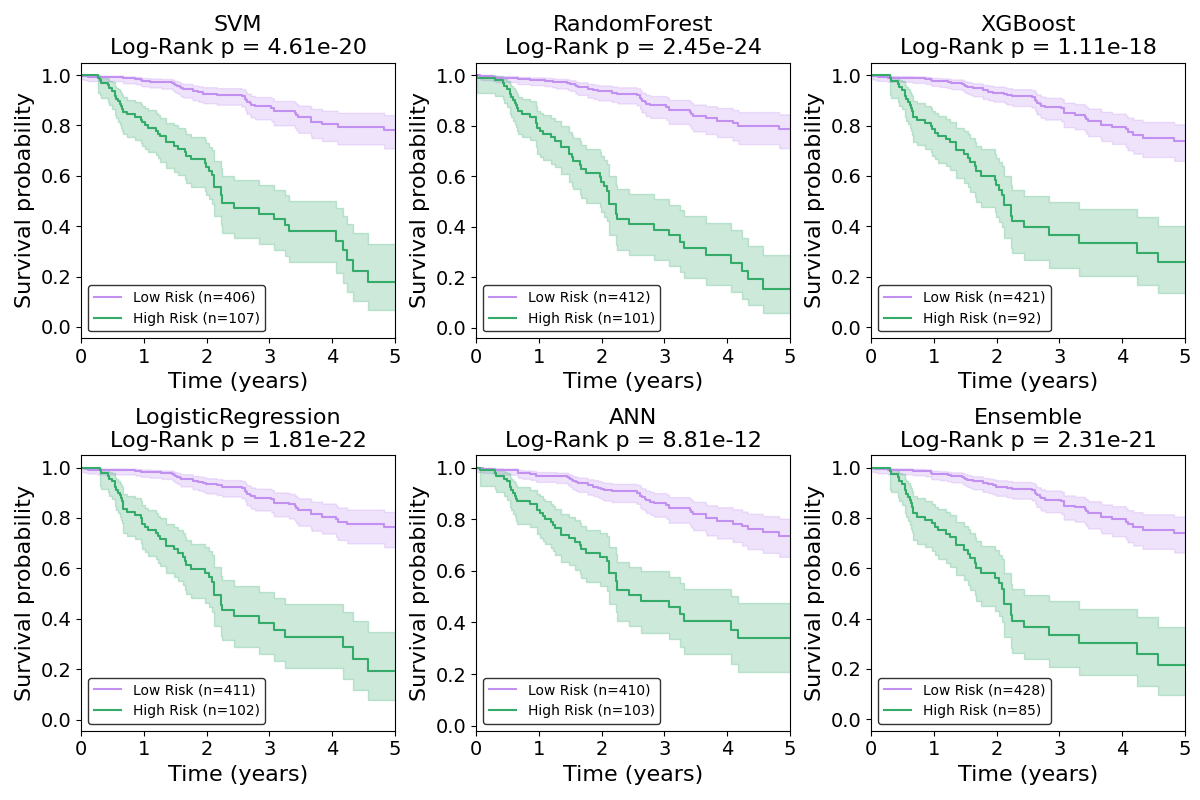 SVM
Log-Rank p = 4.61e-20
Survival probability
1.0
0.8
0.6
0.4
0.2
0.0
Low Risk (n=406)
High Risk (n=107)
0 1 2 3 4 5
Time (years)
RandomForest
Log-Rank p = 2.45e-24
Survival probability
1.0
0.8
0.6
0.4
0.2
0.0
Low Risk (n=412)
High Risk (n=101)
0 1 2 3 4 5
Time (years)
XGBoost
Log-Rank p = 1.11e-18
Survival probability
1.0
0.8
0.6
0.4
0.2
0.0
Low Risk (n=421)
High Risk (n=92)
0 1 2 3 4 5
Time (years)
LogisticRegression
Log-Rank p = 1.81e-22
Survival probability
1.0
0.8
0.6
0.4
0.2
0.0
Low Risk (n=411)
High Risk (n=102)
0 1 2 3 4 5
Time (years)
ANN
Log-Rank p = 8.81e-12
Survival probability
1.0
0.8
0.6
0.4
0.2
0.0
Low Risk (n=410)
High Risk (n=103)
0 1 2 3 4 5
Time (years)
Ensemble
Log-Rank p = 2.31e-21
Survival probability
1.0
0.8
0.6
0.4
0.2
0.0
Low Risk (n=428)
High Risk (n=85)
0 1 2 3 4 5
Time (years)